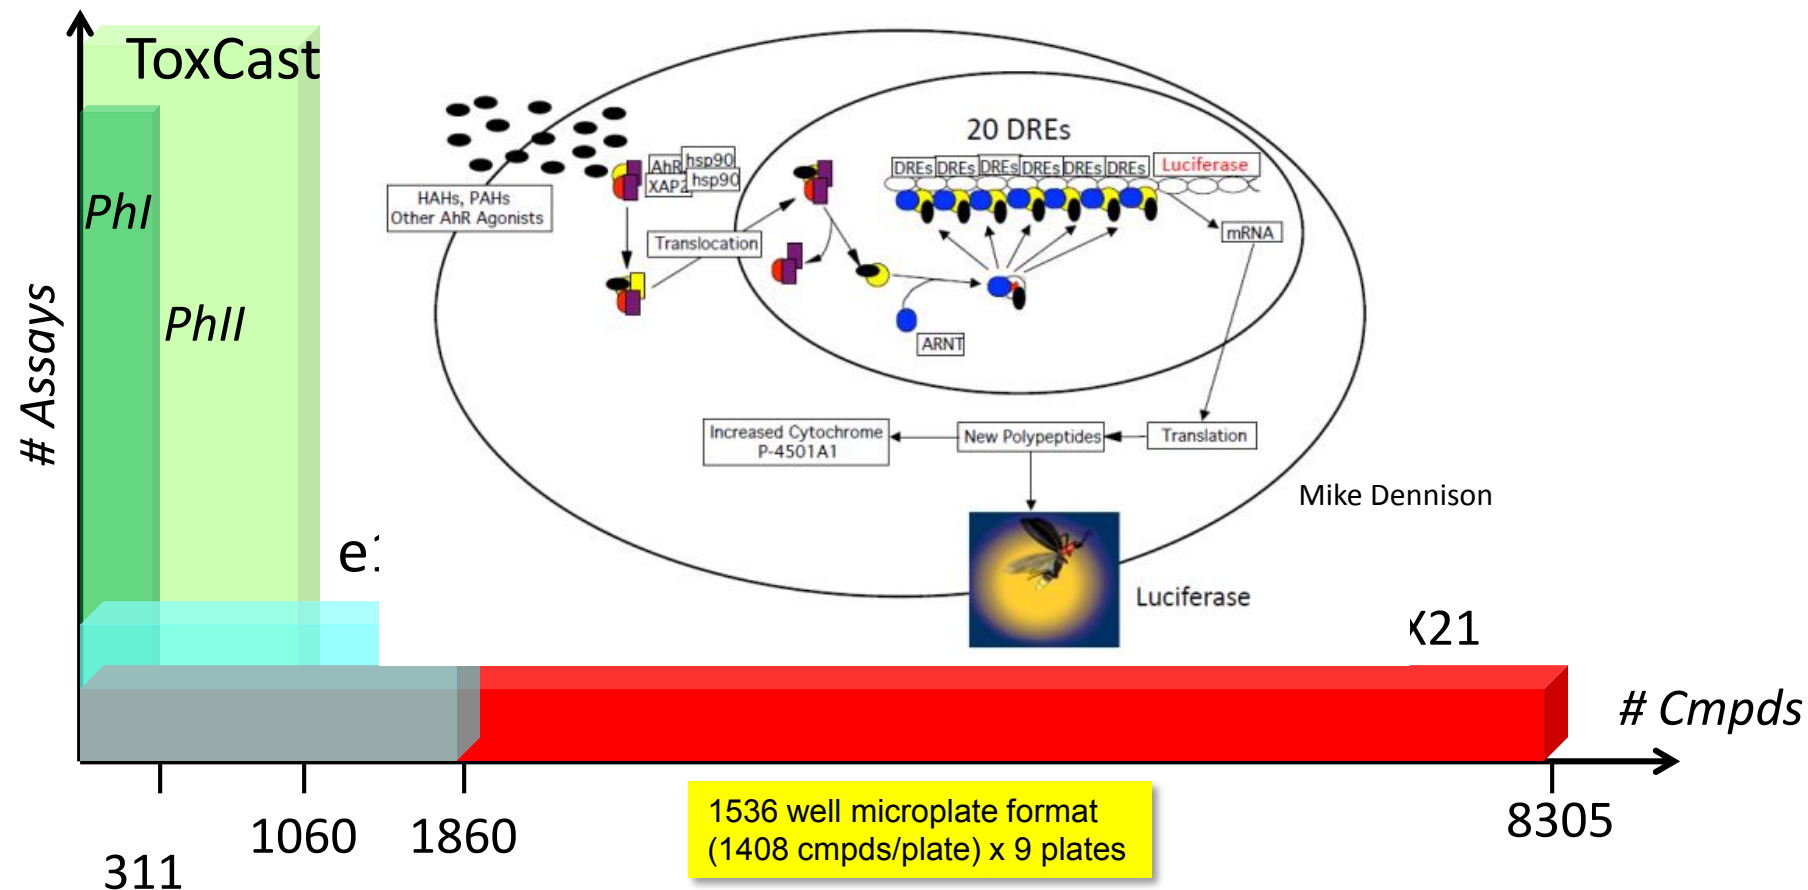 ToxCast
PhI
PhII
# Assays
20 DREs
DREs DREs DREs DREs DREs DREs Luciferase
AhR hsp90
XAP2 hsp90
HAHs, PAHs
Other AhR Agonists
Translocation
mRNA
ARNT
Increased Cytochrome
P-4501A1
New Polypeptides
Translation
Mike Dennison
Luciferase
X21
# Cmpds
311
1060
1860
8305
1536 well microplate format
(1408 cmpds/plate) x 9 plates